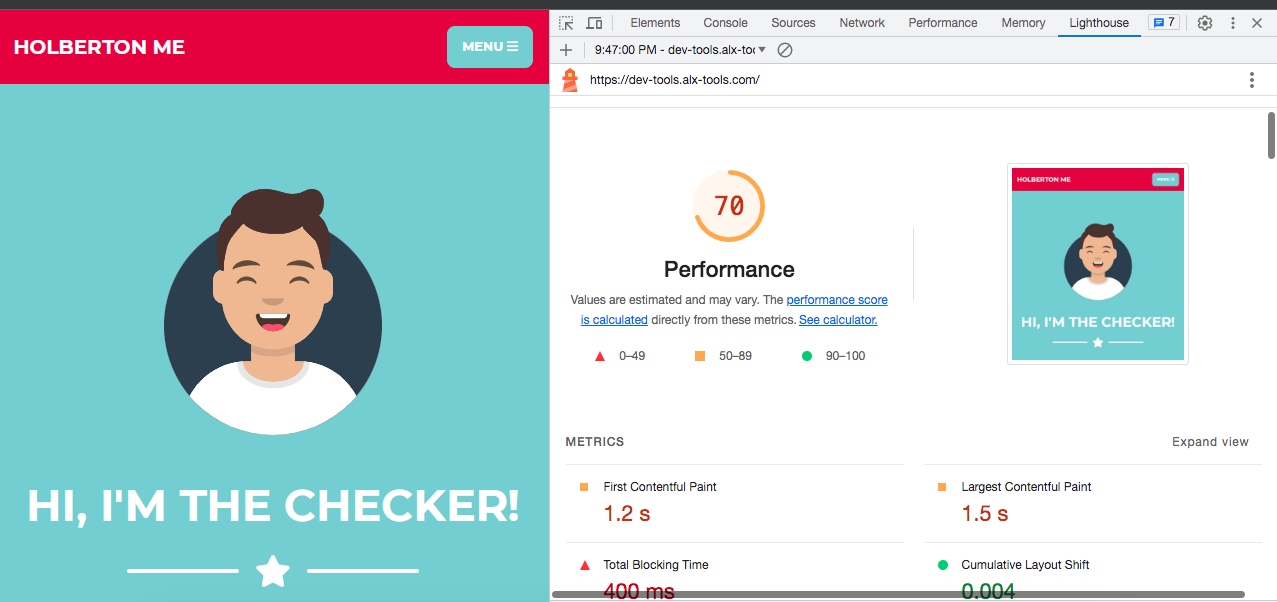 HOLBERTON ME
MENU
HI, I'M THE CHECKER!
Elements Console Sources Network Performance Memory Lighthouse 7
9:47:00 PM - dev-tools.alx-too
https://dev-tools.alx-tools.com/
70
Performance
Values are estimated and may vary. The performance score
is calculated directly from these metrics. See calculator.
0–49 50–89 90–100
HOLBERTON ME
MENU
HI, I'M THE CHECKER!
METRICS Expand view
First Contentful Paint
1.2 s
Largest Contentful Paint
1.5 s
Total Blocking Time
400 ms
Cumulative Layout Shift
0.004